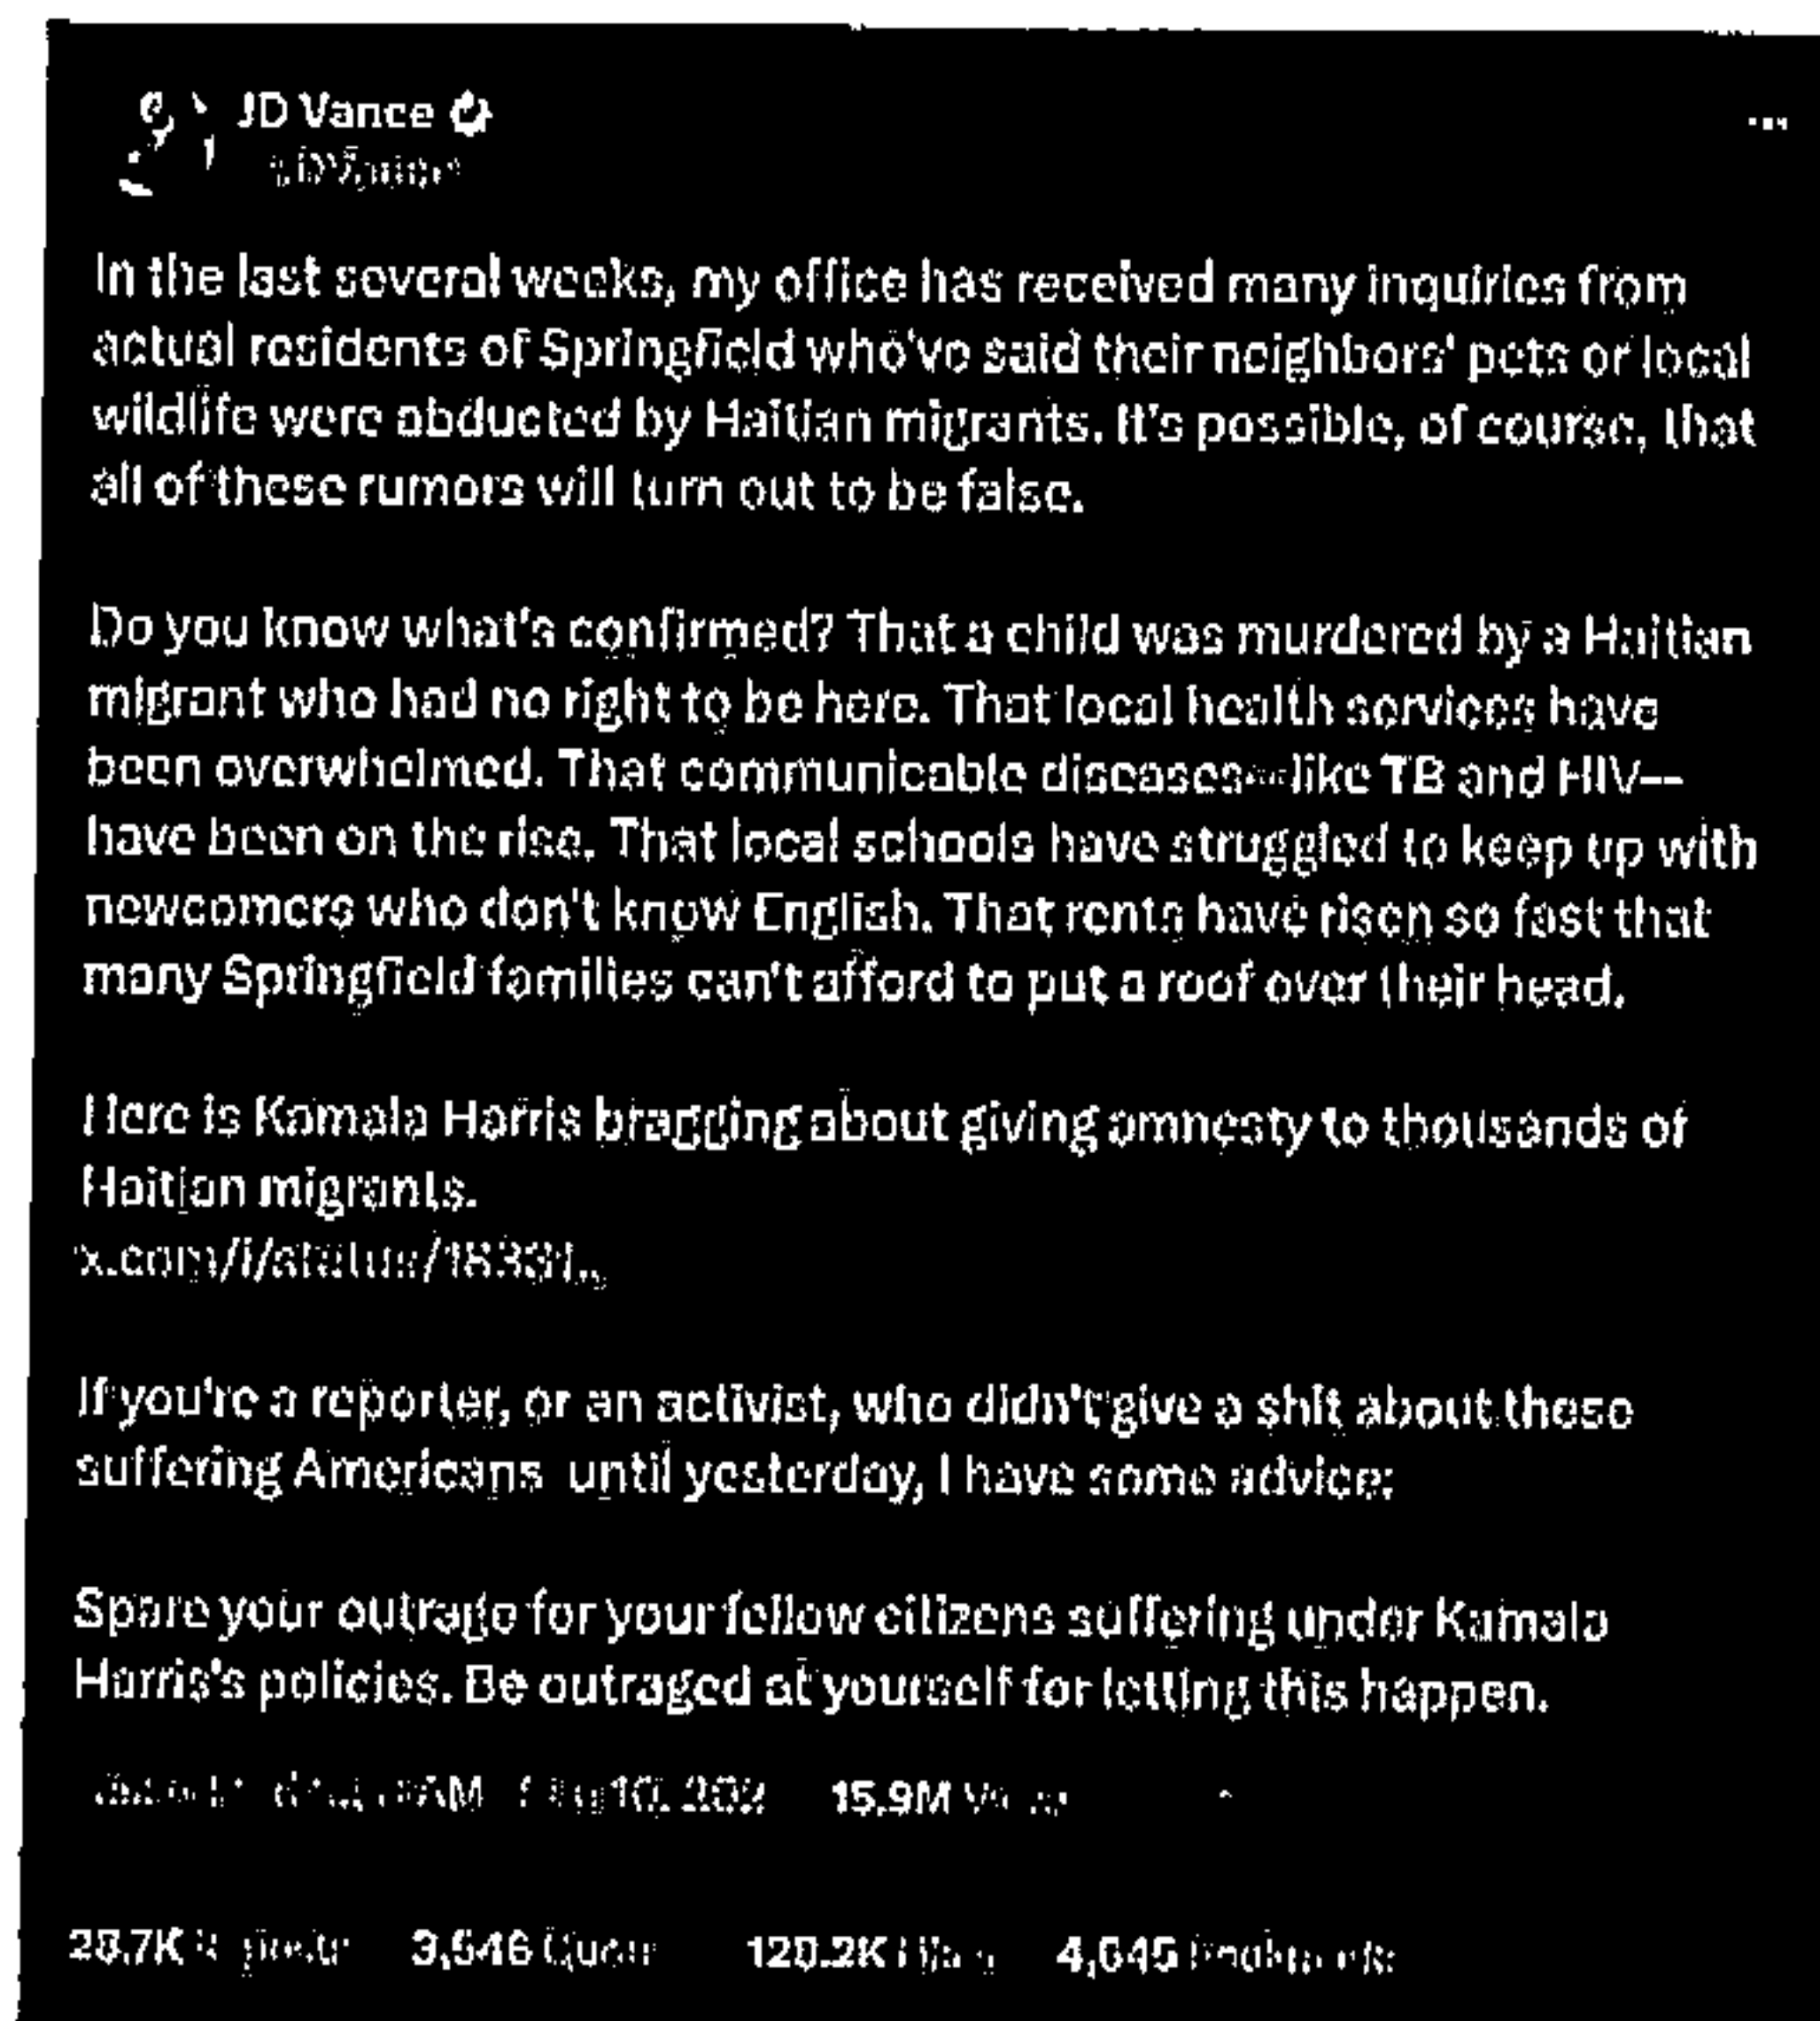 JD Vance
In the last several weeks, my office has received many inquiries from
actual residents of Springfield who've said their neighbors' pets or local
wildlife were abducted by Haitian migrants. It's possible, of course, that
all of these rumors will turn out to be false.
Do you know what's confirmed? That a child was murdered by a Haitian
migrant who had no right to be here. That local health services have
been overwhelmed. That communicable diseases--like TB and HIV--
have been on the rise. That local schools have struggled to keep up with
newcomers who don't know English. That rents have risen so fast that
many Springfield families can't afford to put a roof over their head.
Here is Kamala Harris bragging about giving amnesty to thousands of
Haitian migrants.
x.com/i/status/18331...
If you're a reporter, or an activist, who didn't give a shit about these
suffering Americans until yesterday, I have some advice:
Spare your outrage for your fellow citizens suffering under Kamala
Harris's policies. Be outraged at yourself for letting this happen.
15.9M
3,546